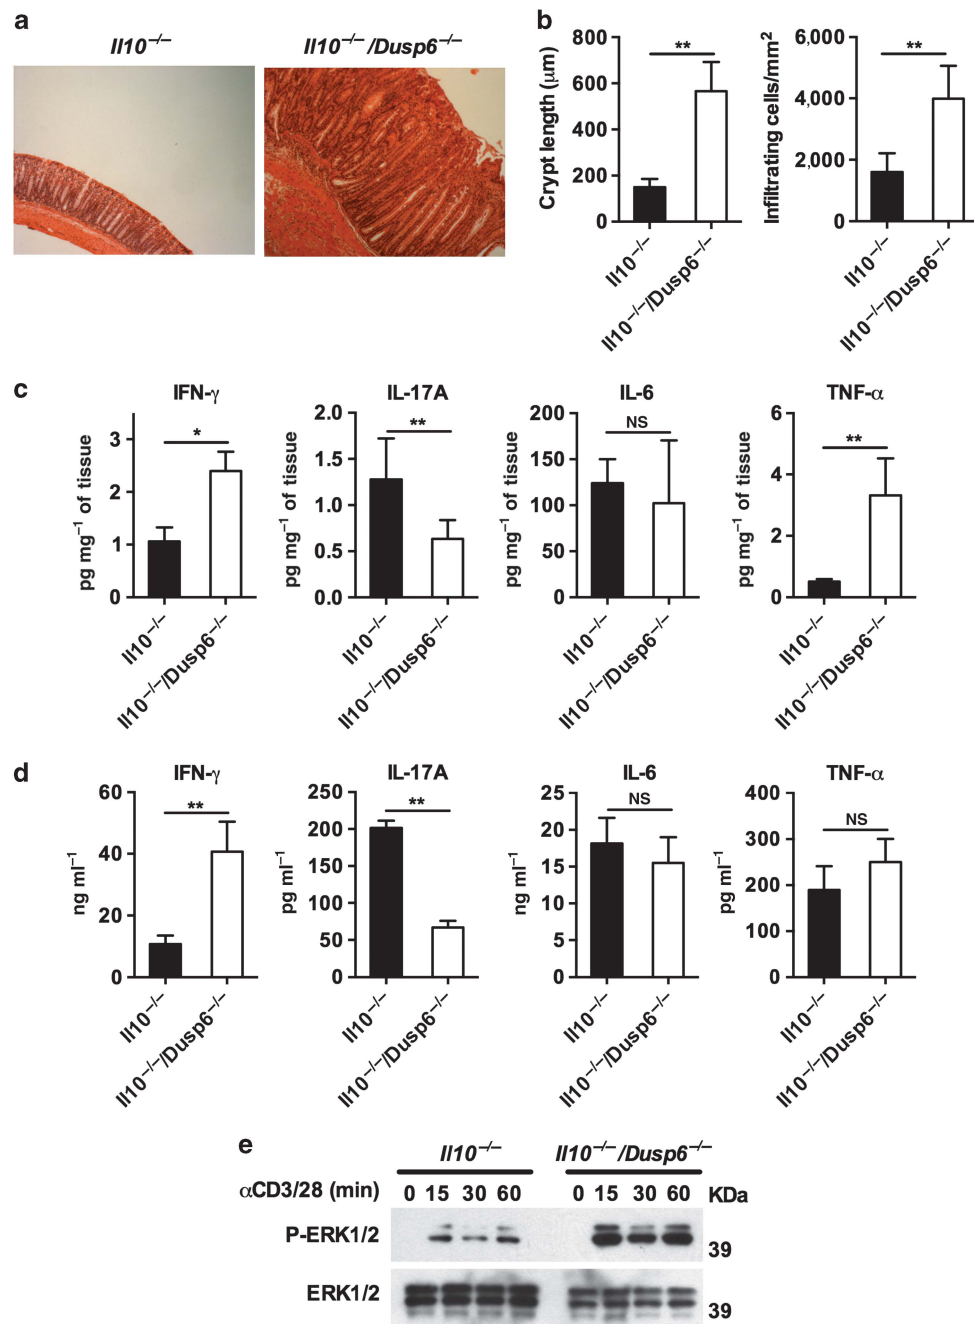 a
Il10−/−
Il10−/−/Dusp6−/−
b
Crypt length (μm)
800
600
400
200
0
**
Il10−/−
Il10−/−/Dusp6−/−
Infiltrating cells/mm2
6,000
4,000
2,000
0
**
Il10−/−
Il10−/−/Dusp6−/−
c
IFN-γ
pg mg−1 of tissue
3
2
1
0
*
Il10−/−
Il10−/−/Dusp6−/−
IL-17A
pg mg−1 of tissue
2.0
1.5
1.0
0.5
0.0
**
Il10−/−
Il10−/−/Dusp6−/−
IL-6
pg mg−1 of tissue
200
150
100
50
0
NS
Il10−/−
Il10−/−/Dusp6−/−
TNF-α
pg mg−1 of tissue
6
4
2
0
**
Il10−/−
Il10−/−/Dusp6−/−
d
IFN-γ
ng ml−1
60
40
20
0
**
Il10−/−
Il10−/−/Dusp6−/−
IL-17A
pg ml−1
250
200
150
100
50
0
**
Il10−/−
Il10−/−/Dusp6−/−
IL-6
ng ml−1
25
20
15
10
5
0
NS
Il10−/−
Il10−/−/Dusp6−/−
TNF-α
pg ml−1
400
300
200
100
0
NS
Il10−/−
Il10−/−/Dusp6−/−
e
Il10−/−
Il10−/−/Dusp6−/−
αCD3/28 (min) 0 15 30 60 0 15 30 60 KDa
P-ERK1/2 39
ERK1/2 39